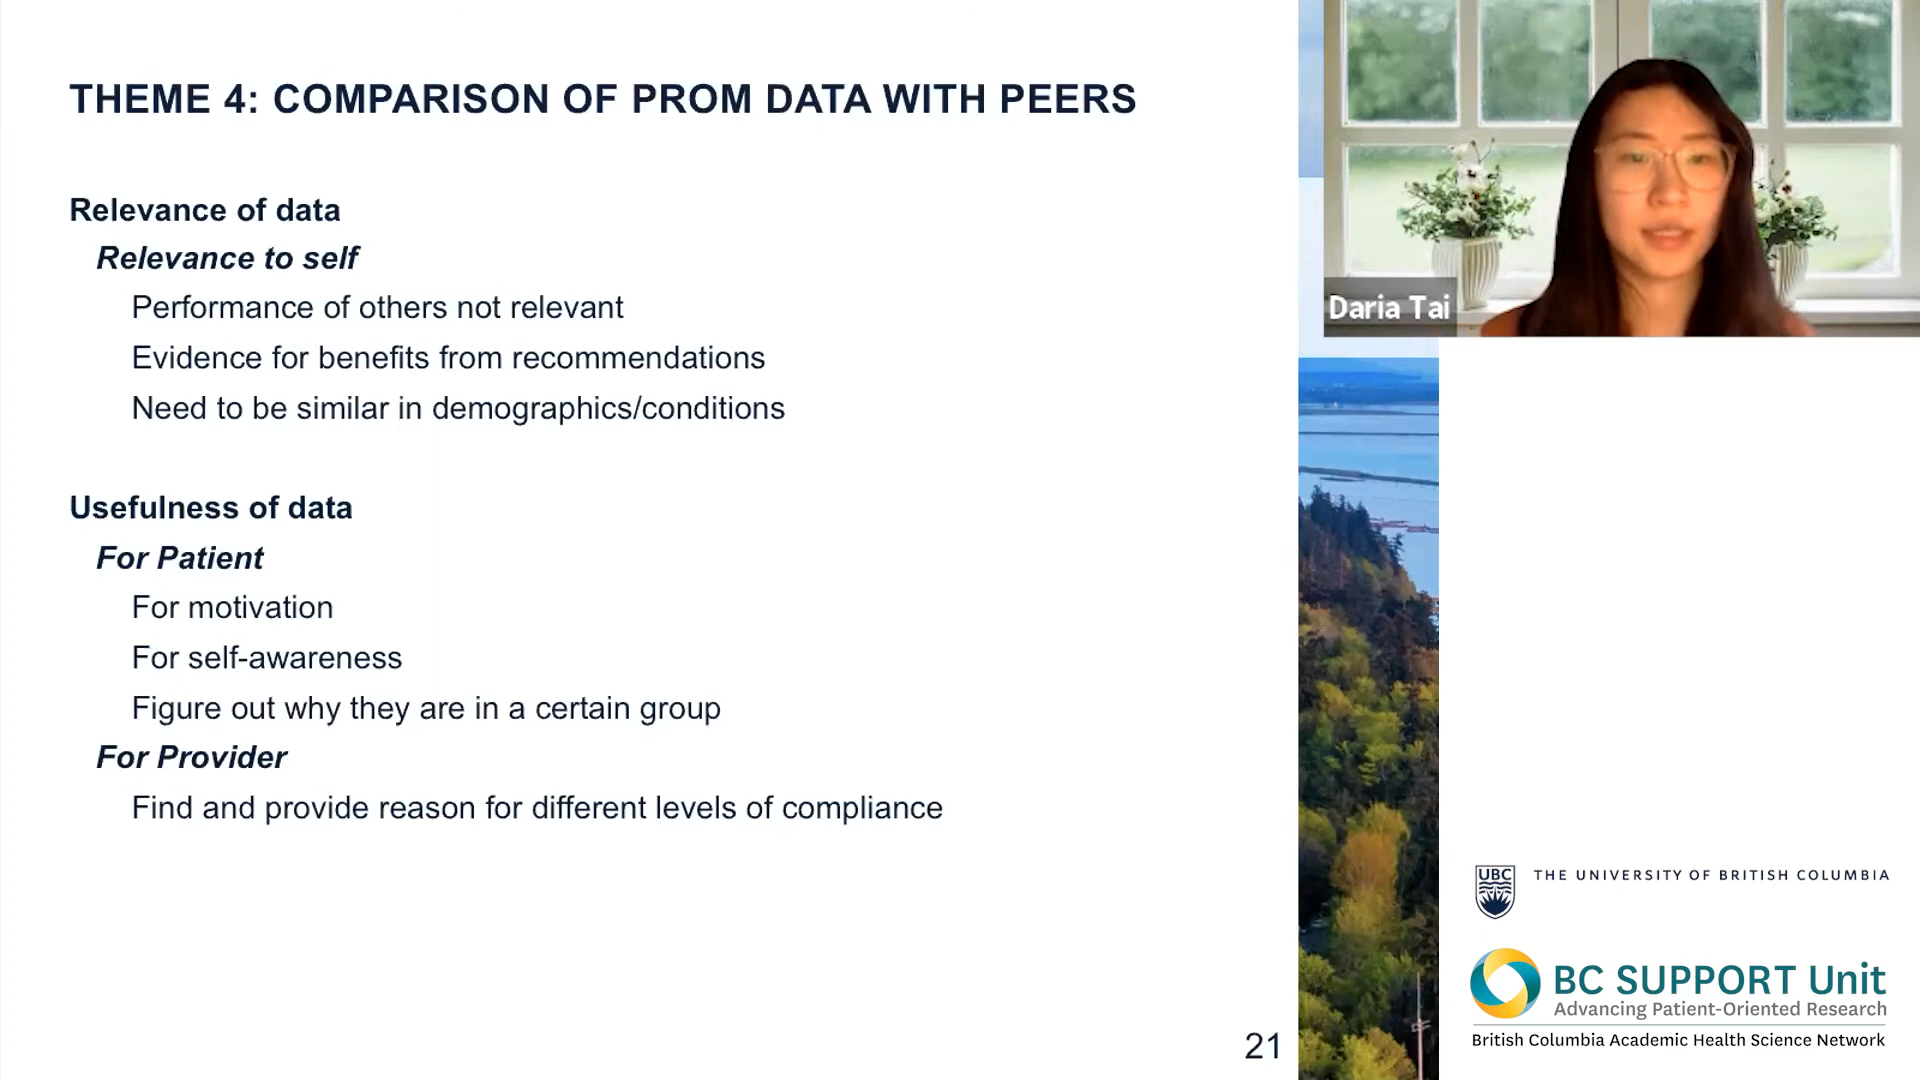 THEME 4: COMPARISON OF PROM DATA WITH PEERS
Relevance of data
Relevance to self
Performance of others not relevant
Evidence for benefits from recommendations
Need to be similar in demographics/conditions
Usefulness of data
For Patient
For motivation
For self-awareness
Figure out why they are in a certain group
For Provider
Find and provide reason for different levels of compliance
21
Daria Tai
UBC
THE UNIVERSITY OF BRITISH COLUMBIA
BC SUPPORT Unit
Advancing Patient-Oriented Research
British Columbia Academic Health Science Network